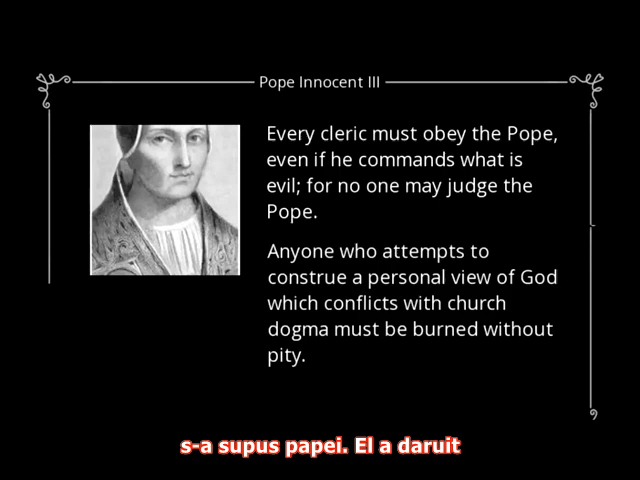 Pope Innocent III
Every cleric must obey the Pope,
even if he commands what is
evil; for no one may judge the
Pope.
Anyone who attempts to
construe a personal view of God
which conflicts with church
dogma must be burned without
pity.
s-a supus papei. El a daruit